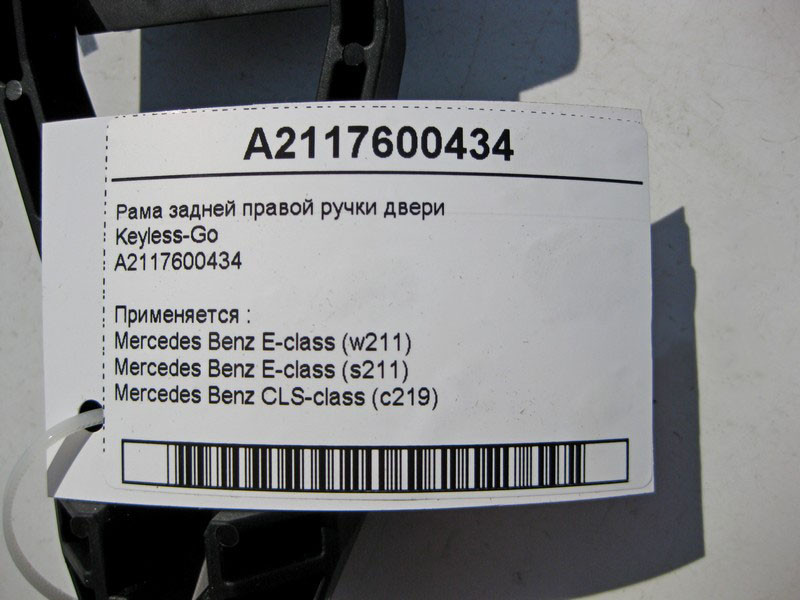 A2117600434
Рама задней правой ручки двери
Keyless-Go
A2117600434
Применяется :
Mercedes Benz E-class (w211)
Mercedes Benz E-class (s211)
Mercedes Benz CLS-class (c219)